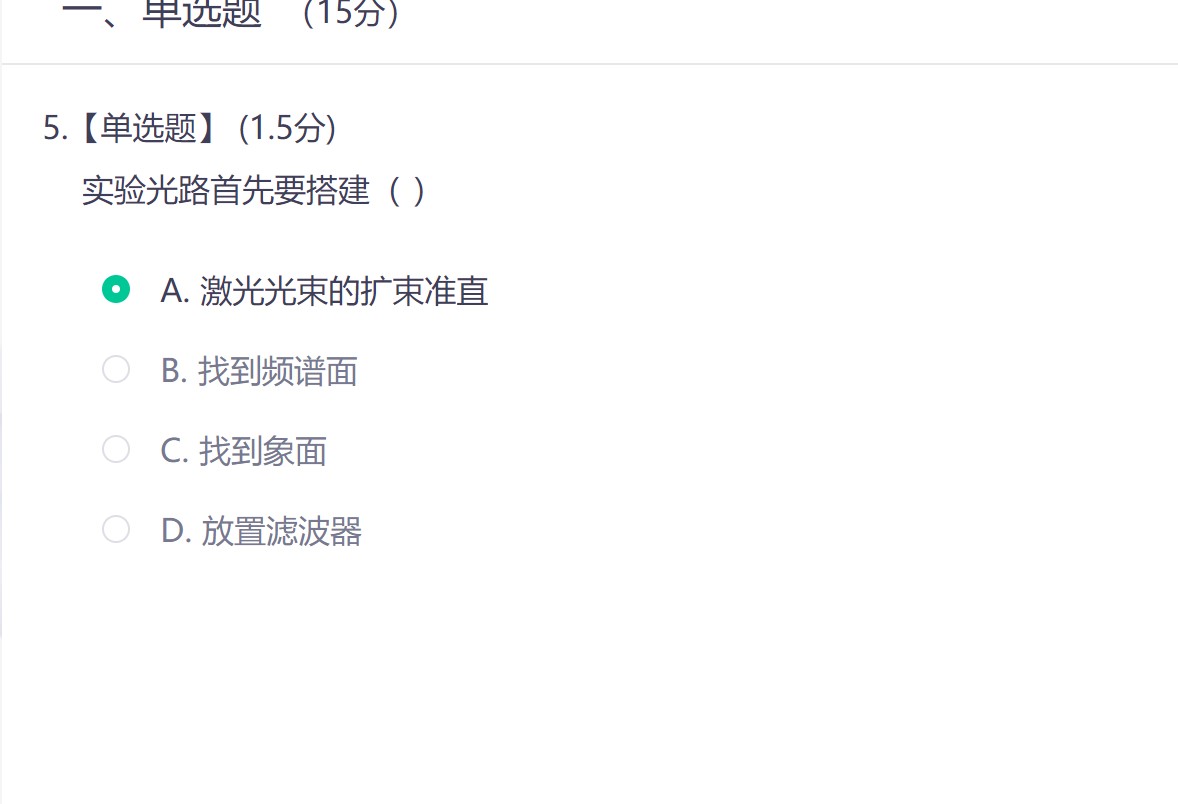 一、单选题 （15分）
5.【单选题】 (1.5分)
实验光路首先要搭建（ ）
A. 激光光束的扩束准直
B. 找到频谱面
C. 找到象面
D. 放置滤波器